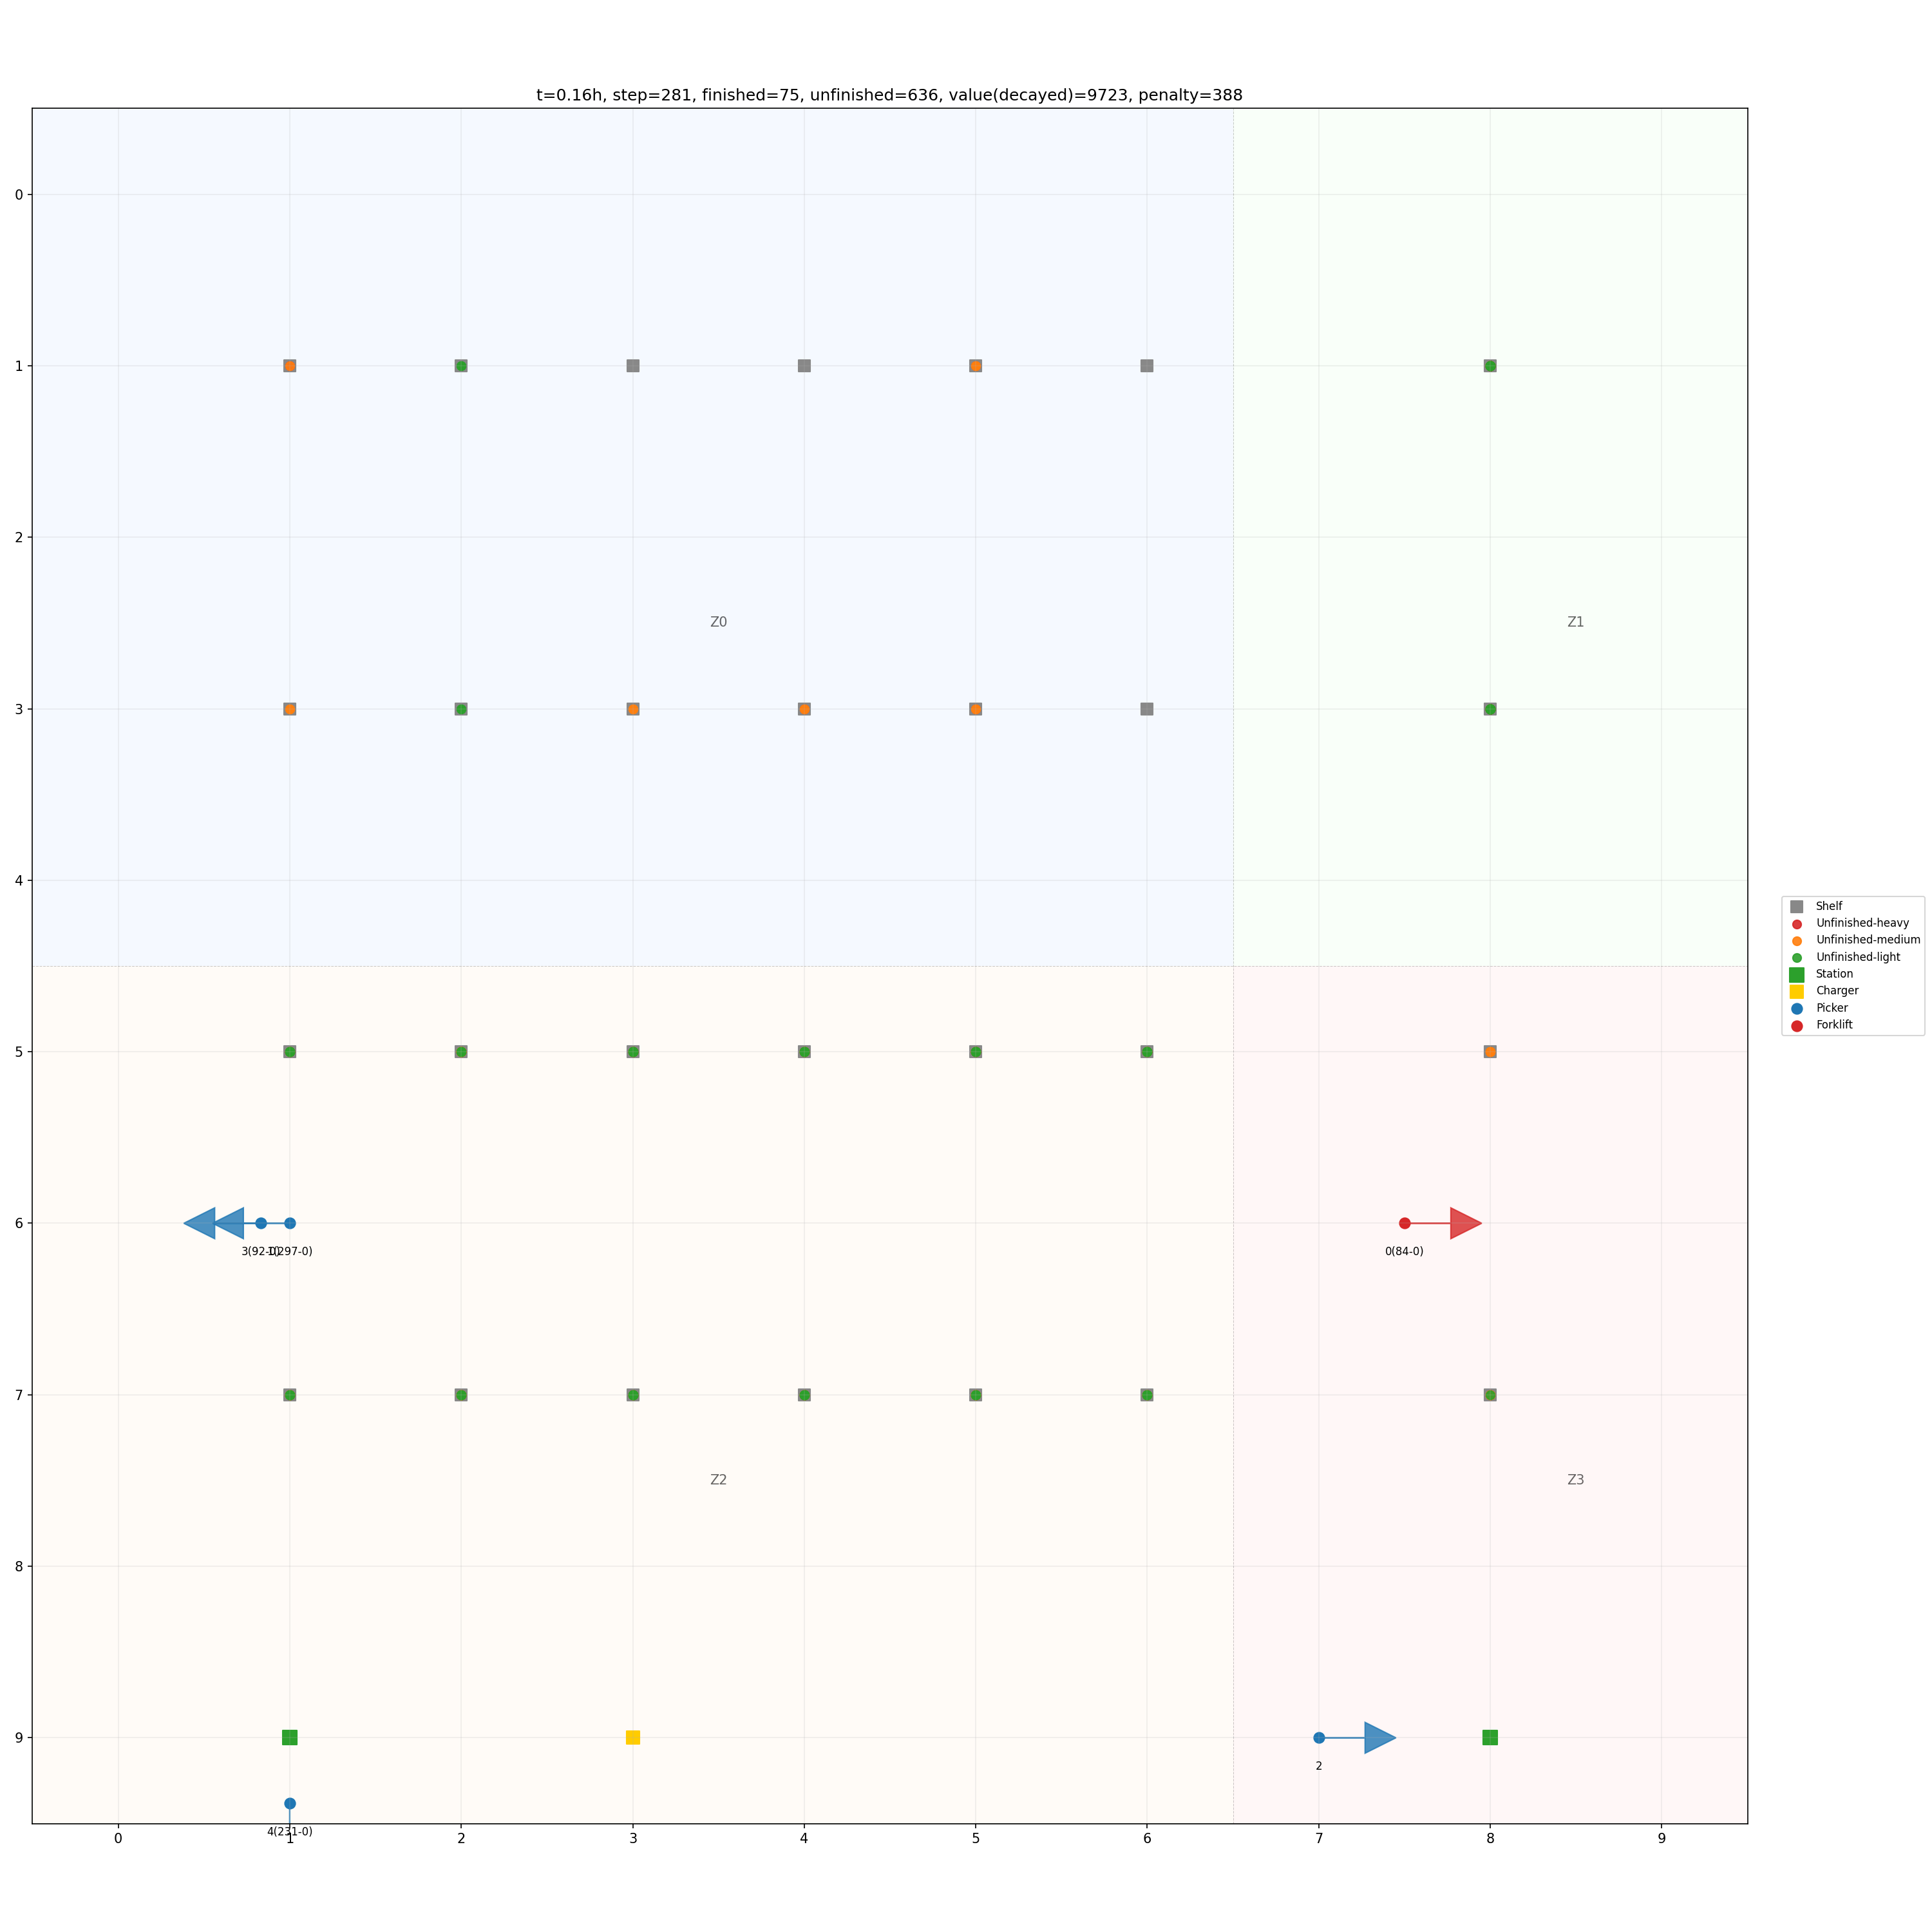 t=0.16h, step=281, finished=75, unfinished=636, value(decayed)=9723, penalty=388
0
1
2
Z0
Z1
3
4
Shelf
Unfinished-heavy
Unfinished-medium
Unfinished-light
Station
Charger
Picker
Forklift
5
6
0(84-0)
7
Z2
Z3
8
9
2
4(231-0)
0 1 2 3 4 5 6 7 8 9